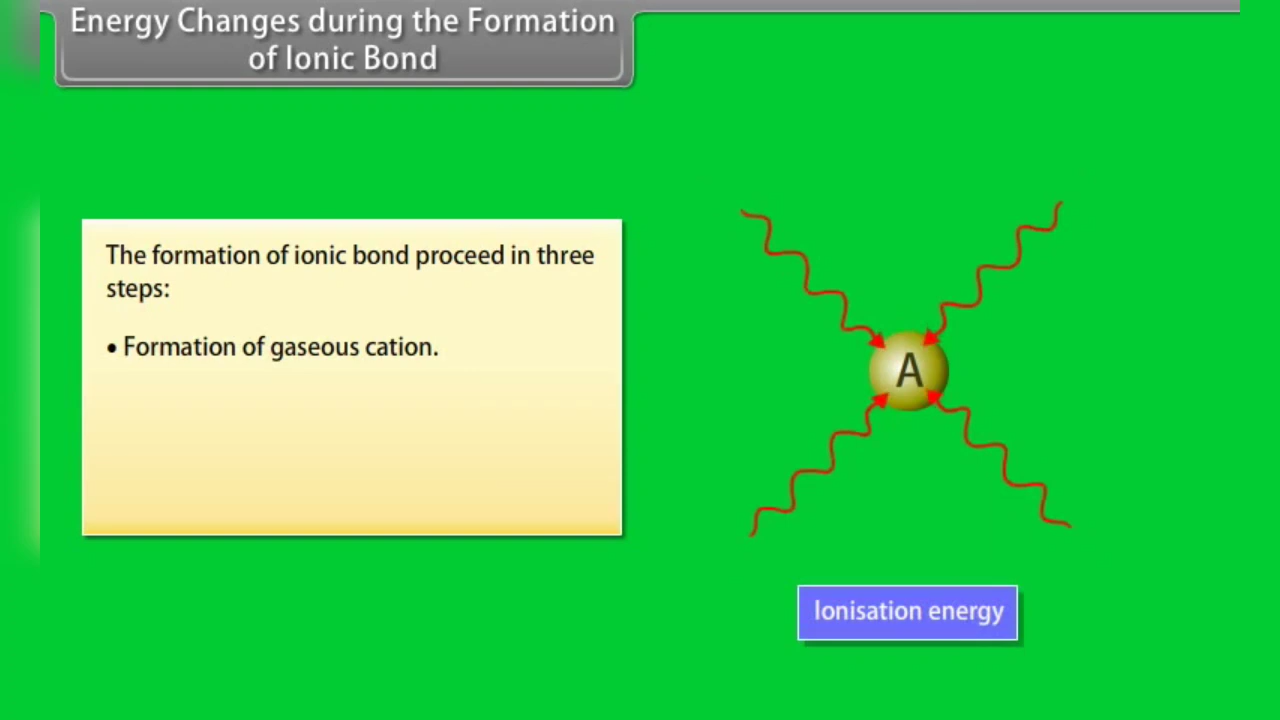 Energy Changes during the Formation
of Ionic Bond
The formation of ionic bond proceed in three
steps:
• Formation of gaseous cation.
A
Ionisation energy